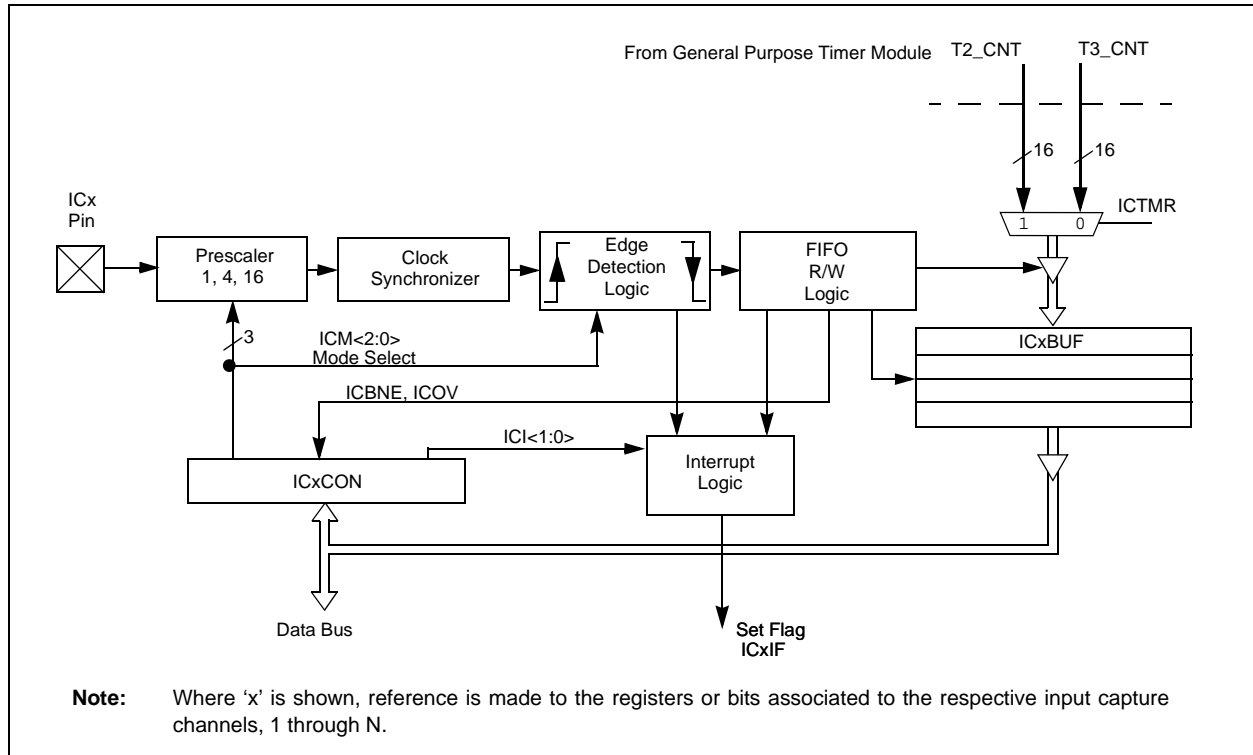 From General Purpose Timer Module
T2_CNT
T3_CNT
16
16
ICx
Pin
ICTMR
1
0
Prescaler
1, 4, 16
Clock
Synchronizer
Edge
Detection
Logic
FIFO
R/W
Logic
3
ICM<2:0>
Mode Select
ICxBUF
ICBNE, ICOV
ICI<1:0>
ICxCON
Interrupt
Logic
Data Bus
Set Flag
ICxIF
Note: Where ‘x’ is shown, reference is made to the registers or bits associated to the respective input capture
channels, 1 through N.